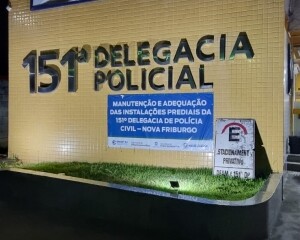 151ª DELEGACIA
POLICIAL
MANUTENÇÃO E ADEQUAÇÃO
DAS INSTALAÇÕES PREDIAIS DA
151ª DELEGACIA DE POLÍCIA
CIVIL – NOVA FRIBURGO
E
ESTACIONAMENTO
PRIVATIVO